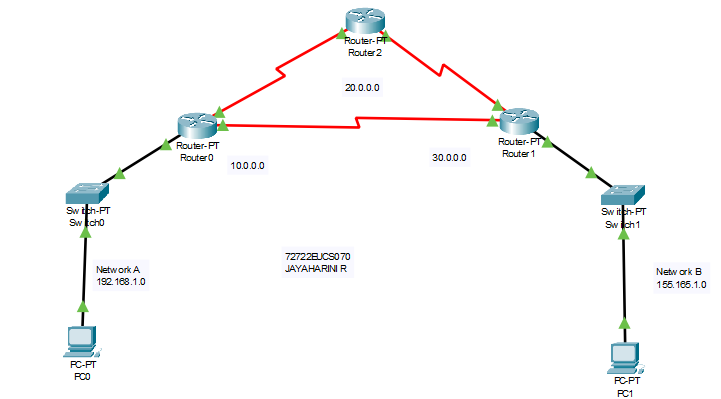 Router-PT
Router2
20.0.0.0
Router-PT
Router0
10.0.0.0
30.0.0.0
Router-PT
Router1
Switch-PT
Switch0
Switch-PT
Switch1
72722EUCS070
JAYAHARINI R
Network A
192.168.1.0
Network B
155.165.1.0
PC-PT
PC0
PC-PT
PC1